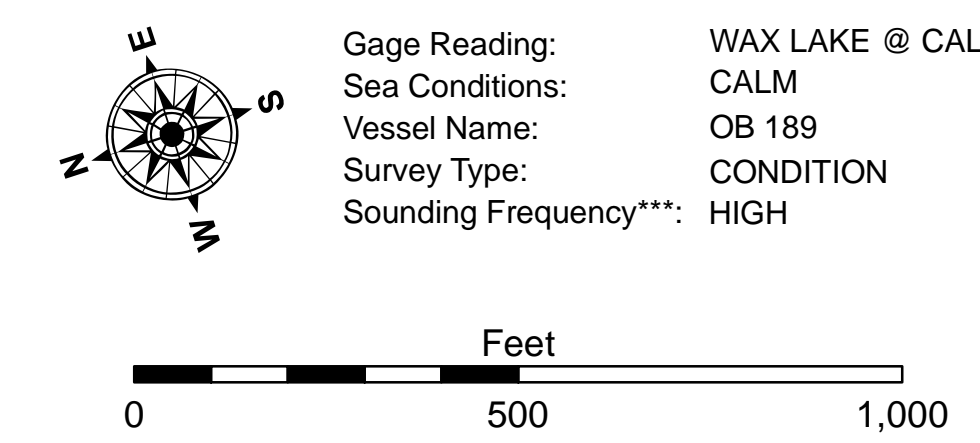 E
S
N
W
Gage Reading: WAX LAKE @ CAL
Sea Conditions: CALM
Vessel Name: OB 189
Survey Type: CONDITION
Sounding Frequency***: HIGH
Feet
0 500 1,000